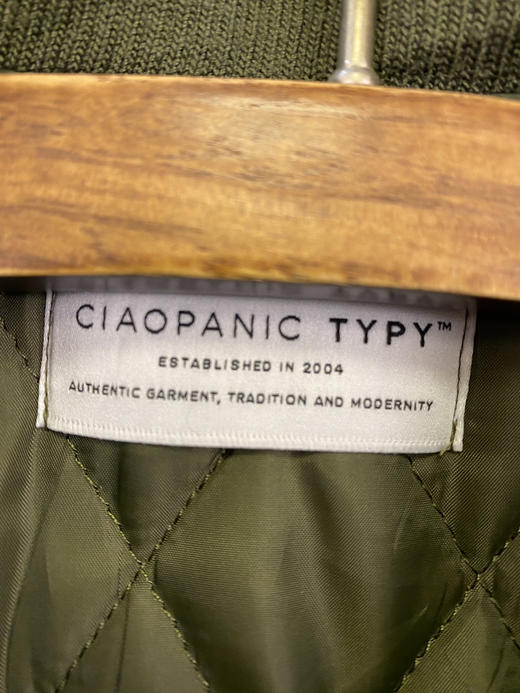 CIAOPANIC TYPY™
ESTABLISHED IN 2004
AUTHENTIC GARMENT, TRADITION AND MODERNITY